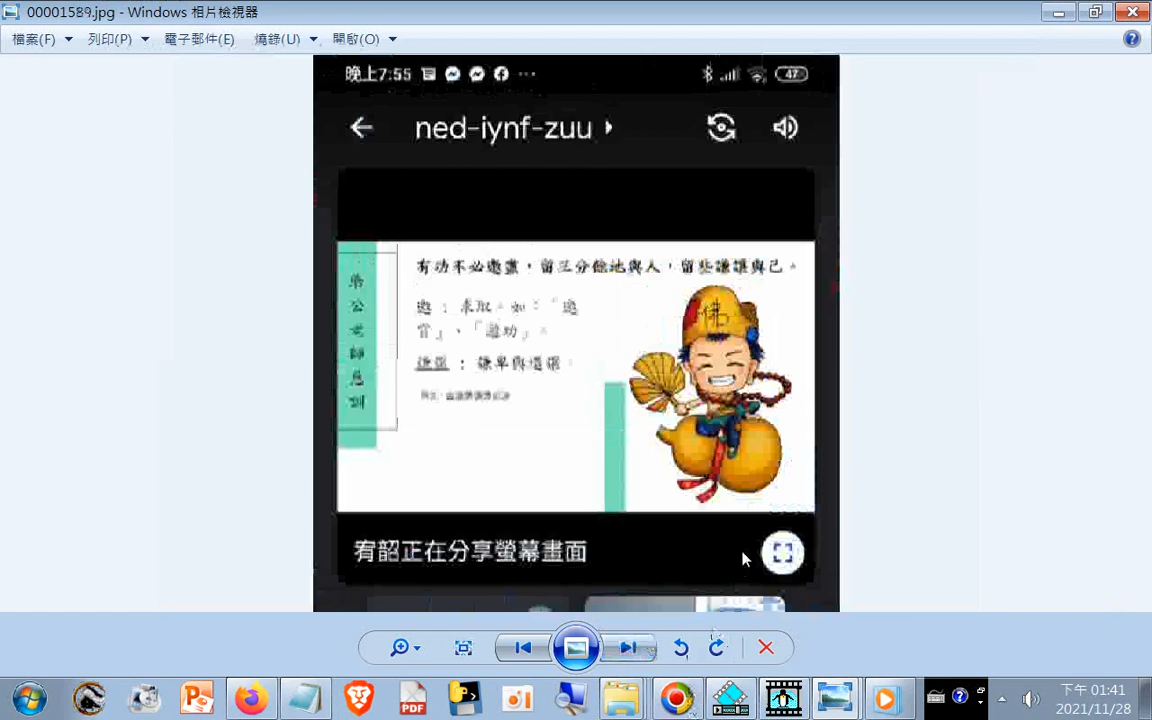 00001589.jpg - Windows 相片檢視器
檔案(F) 列印(P) 電子郵件(E) 燒錄(U) 開啟(O)
晚上7:55 47
ned-iynf-zuu
有功不必邀盡，留三分餘地與人，留些謙讓與己。
邀：求取。如：「邀
賞」、「邀功」。
謙退：謙卑與退讓
公老師慈訓
佛
宥韶正在分享螢幕畫面
下午 01:41
2021/11/28